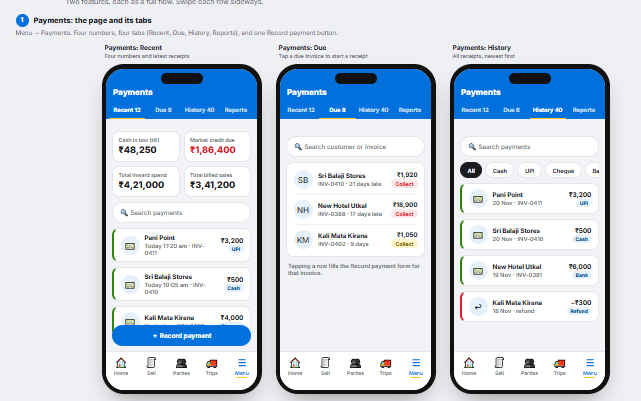 Two features, each as a full flow. Swipe each row sideways.
1 Payments: the page and its tabs
Menu → Payments. Four numbers, four tabs (Recent, Due, History, Reports), and one Record payment button.
Payments: Recent
Four numbers and latest receipts
Payments
Recent 12 Due 8 History 40 Reports
Cash in box (till)
₹48,250
Market credit due
₹1,86,400
Total inward spend
₹4,21,000
Total billed sales
₹3,41,200
Search payments
Pani Point
₹3,200
Today 11:20 am · INV-
0411
UPI
Sri Balaji Stores
₹500
Today 10:05 am · INV-
0410
Cash
Kali Mata Kirana
₹4,000
+ Record payment
Home Sell Parties Trips Menu
Payments: Due
Tap a due invoice to start a receipt
Payments
Recent 12 Due 8 History 40 Reports
Search customer or invoice
SB
Sri Balaji Stores
₹1,920
INV-0410 · 21 days late
Collect
NH
New Hotel Utkal
₹18,900
INV-0388 · 17 days late
Collect
KM
Kali Mata Kirana
₹1,050
INV-0402 · 9 days
Collect
Tapping a row fills the Record payment form for
that invoice.
Home Sell Parties Trips Menu
Payments: History
All receipts, newest first
Payments
Recent 12 Due 8 History 40 Reports
Search payments
All Cash UPI Cheque Ba
Pani Point
₹3,200
20 Nov · INV-0411
UPI
Sri Balaji Stores
₹500
20 Nov · INV-0410
Cash
New Hotel Utkal
₹6,000
19 Nov · INV-0381
Bank
Kali Mata Kirana
−₹300
18 Nov · refund
Refund
Home Sell Parties Trips Menu